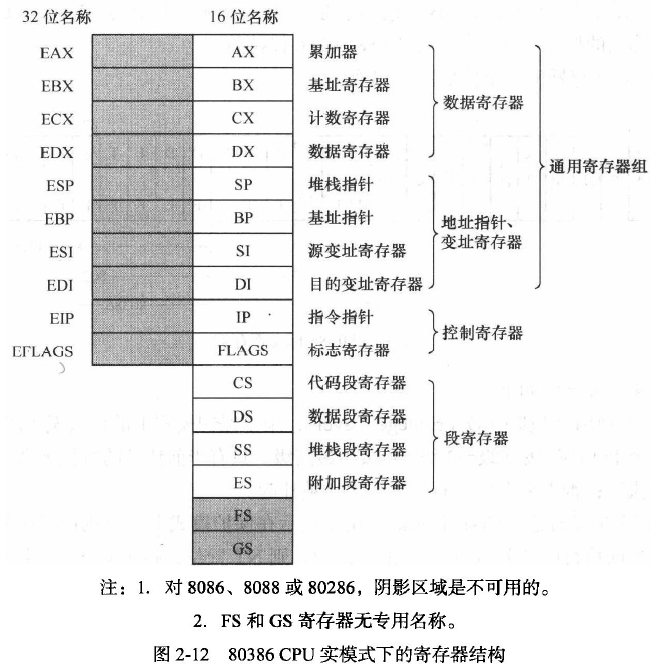 32 位名称 16 位名称
EAX AX 累加器
EBX BX 基址寄存器
数据寄存器
ECX CX 计数寄存器
EDX DX 数据寄存器
通用寄存器组
ESP SP 堆栈指针
EBP BP 基址指针
地址指针、
变址寄存器
ESI SI 源变址寄存器
EDI DI 目的变址寄存器
EIP IP 指令指针
控制寄存器
EFLAGS FLAGS 标志寄存器
CS 代码段寄存器
DS 数据段寄存器
段寄存器
SS 堆栈段寄存器
ES 附加段寄存器
FS
GS
注：1. 对 8086、8088 或 80286，阴影区域是不可用的。
2. FS 和 GS 寄存器无专用名称。
图 2-12 80386 CPU 实模式下的寄存器结构